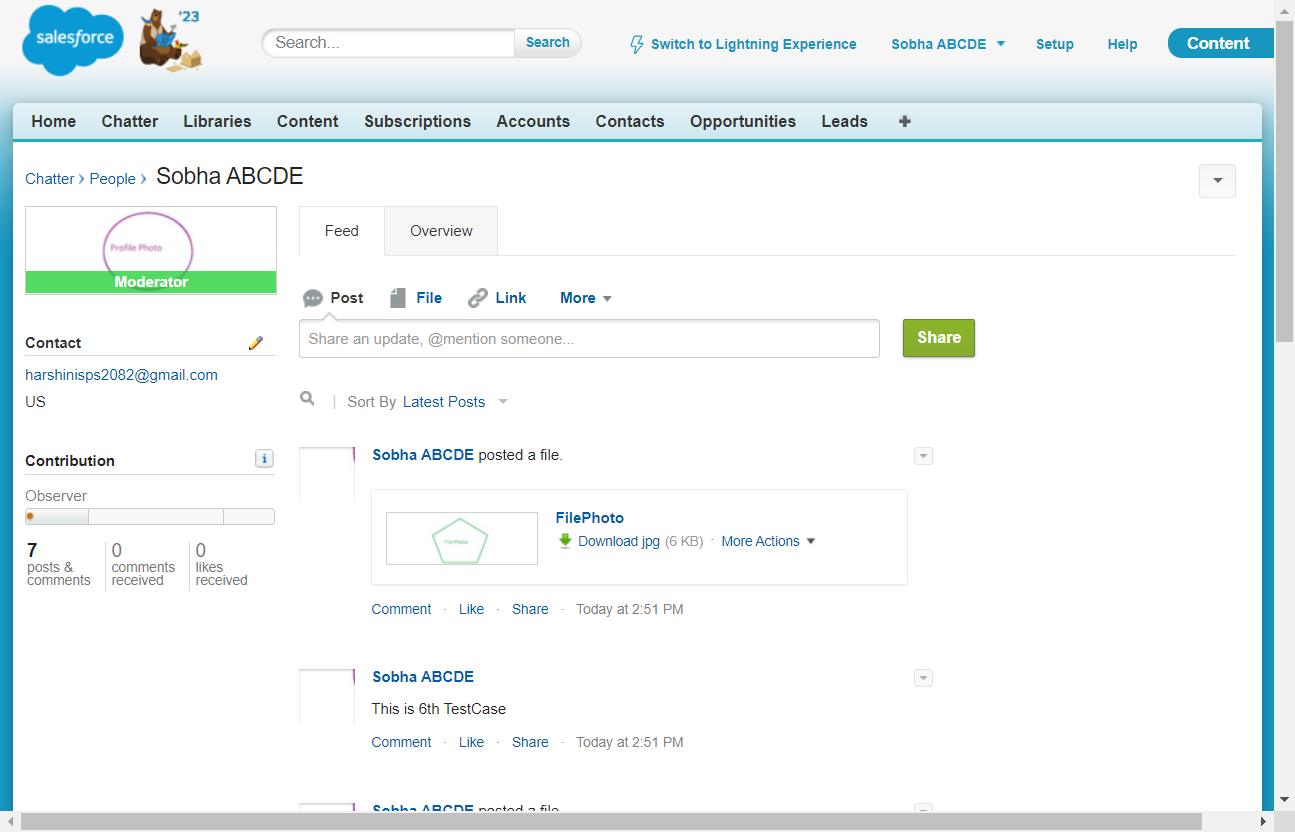 salesforce
'23
Search...
Search
Switch to Lightning Experience
Sobha ABCDE
Setup
Help
Content
Home
Chatter
Libraries
Content
Subscriptions
Accounts
Contacts
Opportunities
Leads
Chatter › People › Sobha ABCDE
Profile Photo
Moderator
Feed
Overview
Post
File
Link
More
Share an update, @mention someone...
Share
Contact
harshinisps2082@gmail.com
US
Sort By Latest Posts
Contribution
Observer
7
posts &
comments
0
comments
received
0
likes
received
Sobha ABCDE posted a file.
File Photo
FilePhoto
Download jpg (6 KB) · More Actions
Comment · Like · Share · Today at 2:51 PM
Sobha ABCDE
This is 6th TestCase
Comment · Like · Share · Today at 2:51 PM
Sobha ABCDE posted a file.